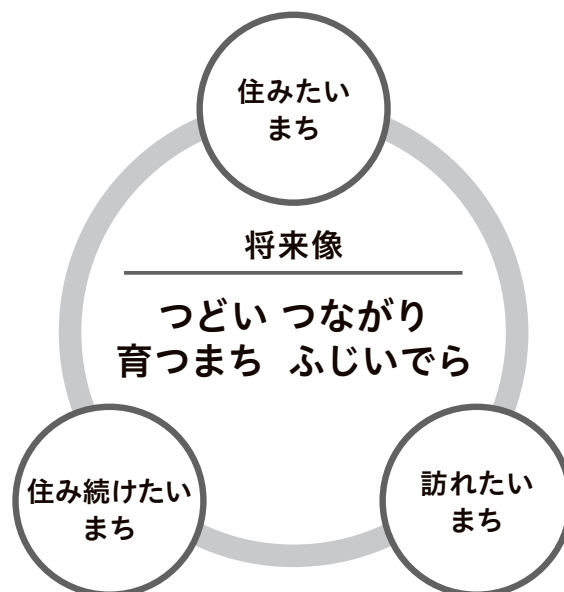 住みたい
まち
将来像
つどい つながり
育つまち ふじいでら
住み続けたい
まち
訪れたい
まち